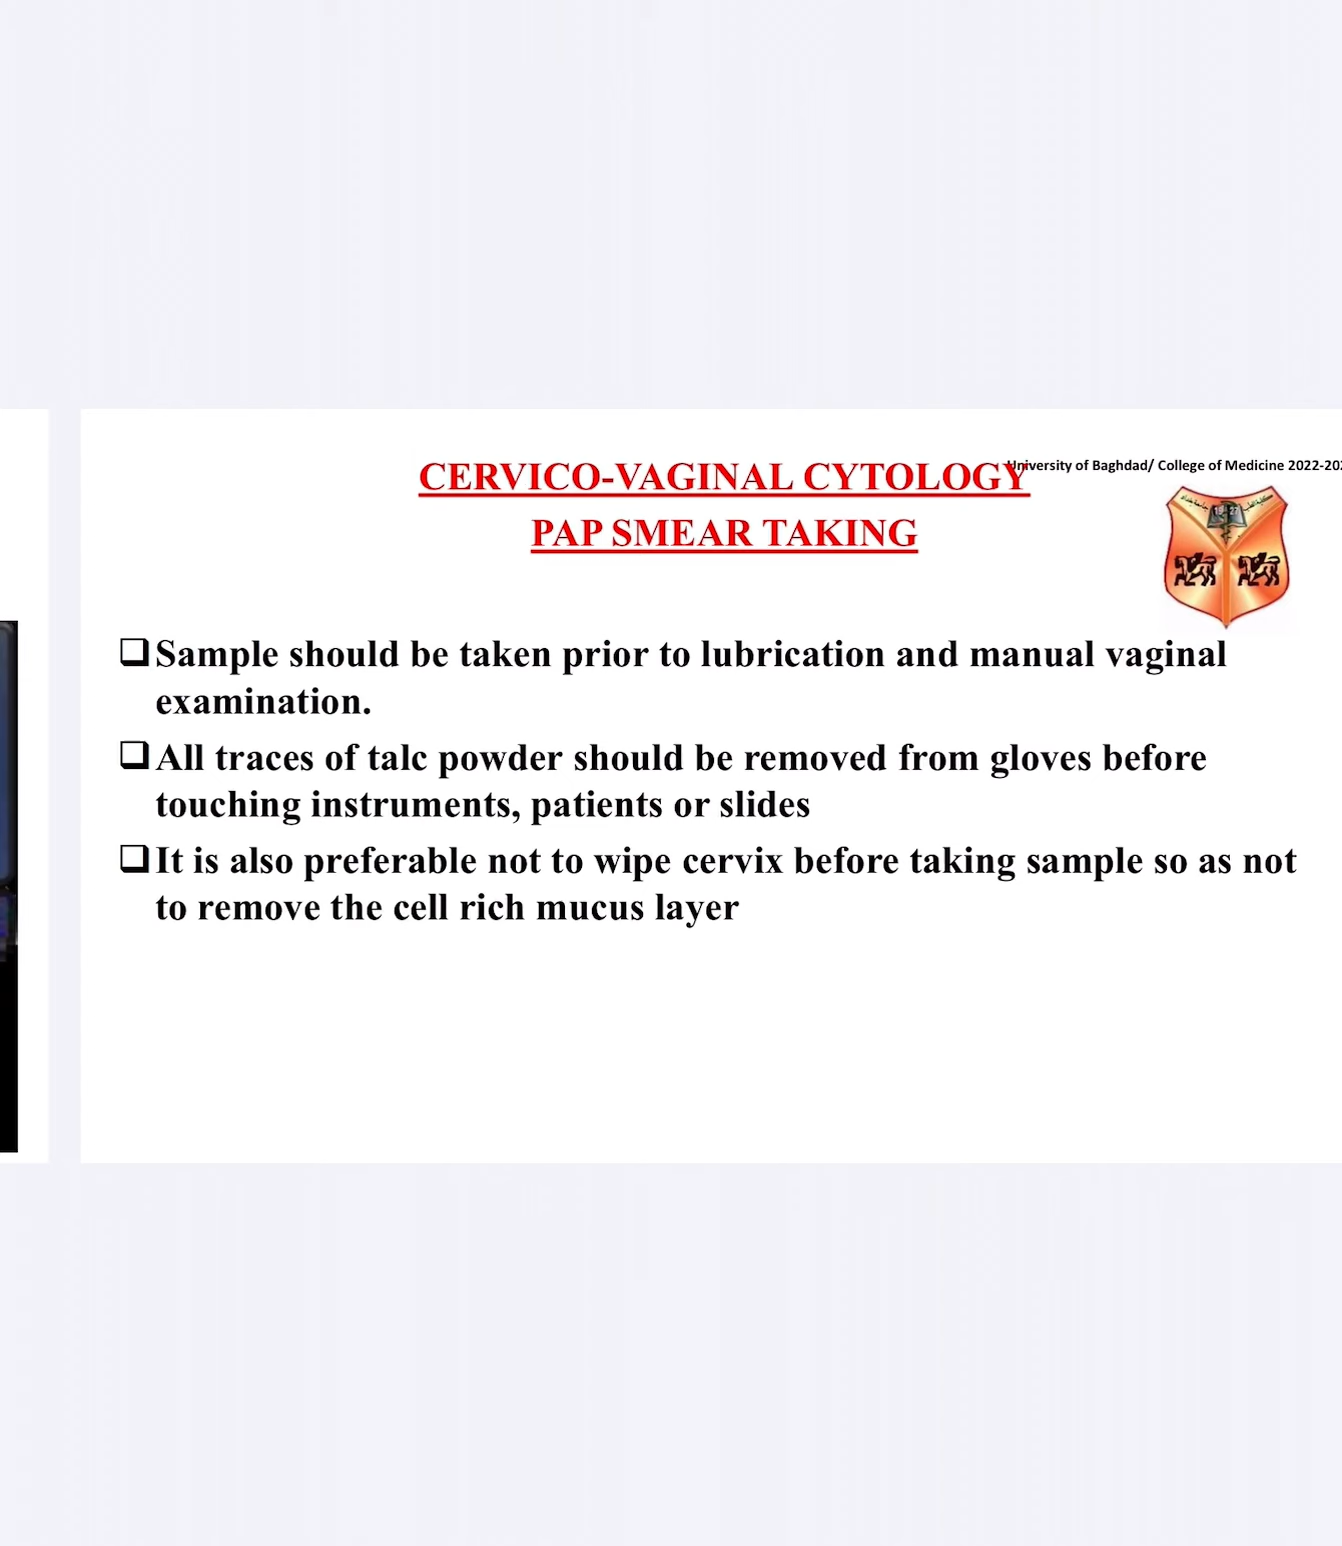 University of Baghdad/ College of Medicine 2022-202
CERVICO-VAGINAL CYTOLOGY
PAP SMEAR TAKING
❑Sample should be taken prior to lubrication and manual vaginal
examination.
❑All traces of talc powder should be removed from gloves before
touching instruments, patients or slides
❑It is also preferable not to wipe cervix before taking sample so as not
to remove the cell rich mucus layer